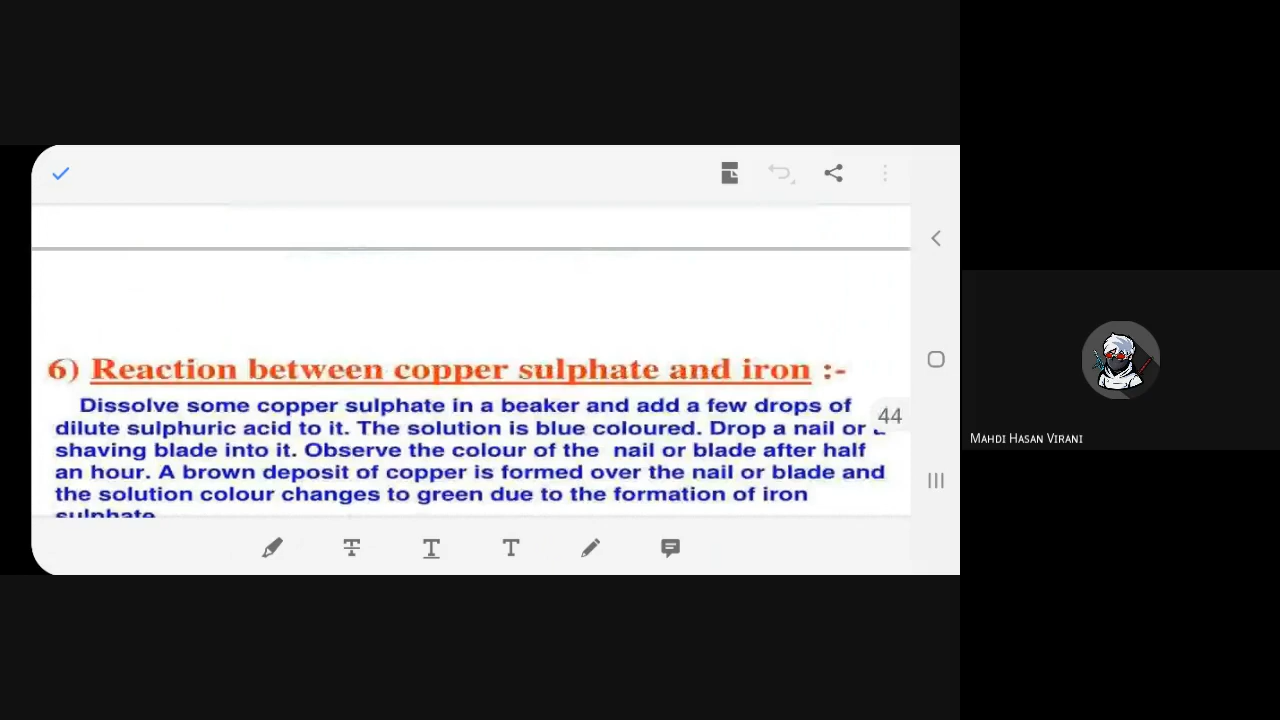 6) Reaction between copper sulphate and iron :-
Dissolve some copper sulphate in a beaker and add a few drops of
dilute sulphuric acid to it. The solution is blue coloured. Drop a nail or a
shaving blade into it. Observe the colour of the nail or blade after half
an hour. A brown deposit of copper is formed over the nail or blade and
the solution colour changes to green due to the formation of iron
sulphate
44
T
T
T
MAHDI HASAN VIRANI